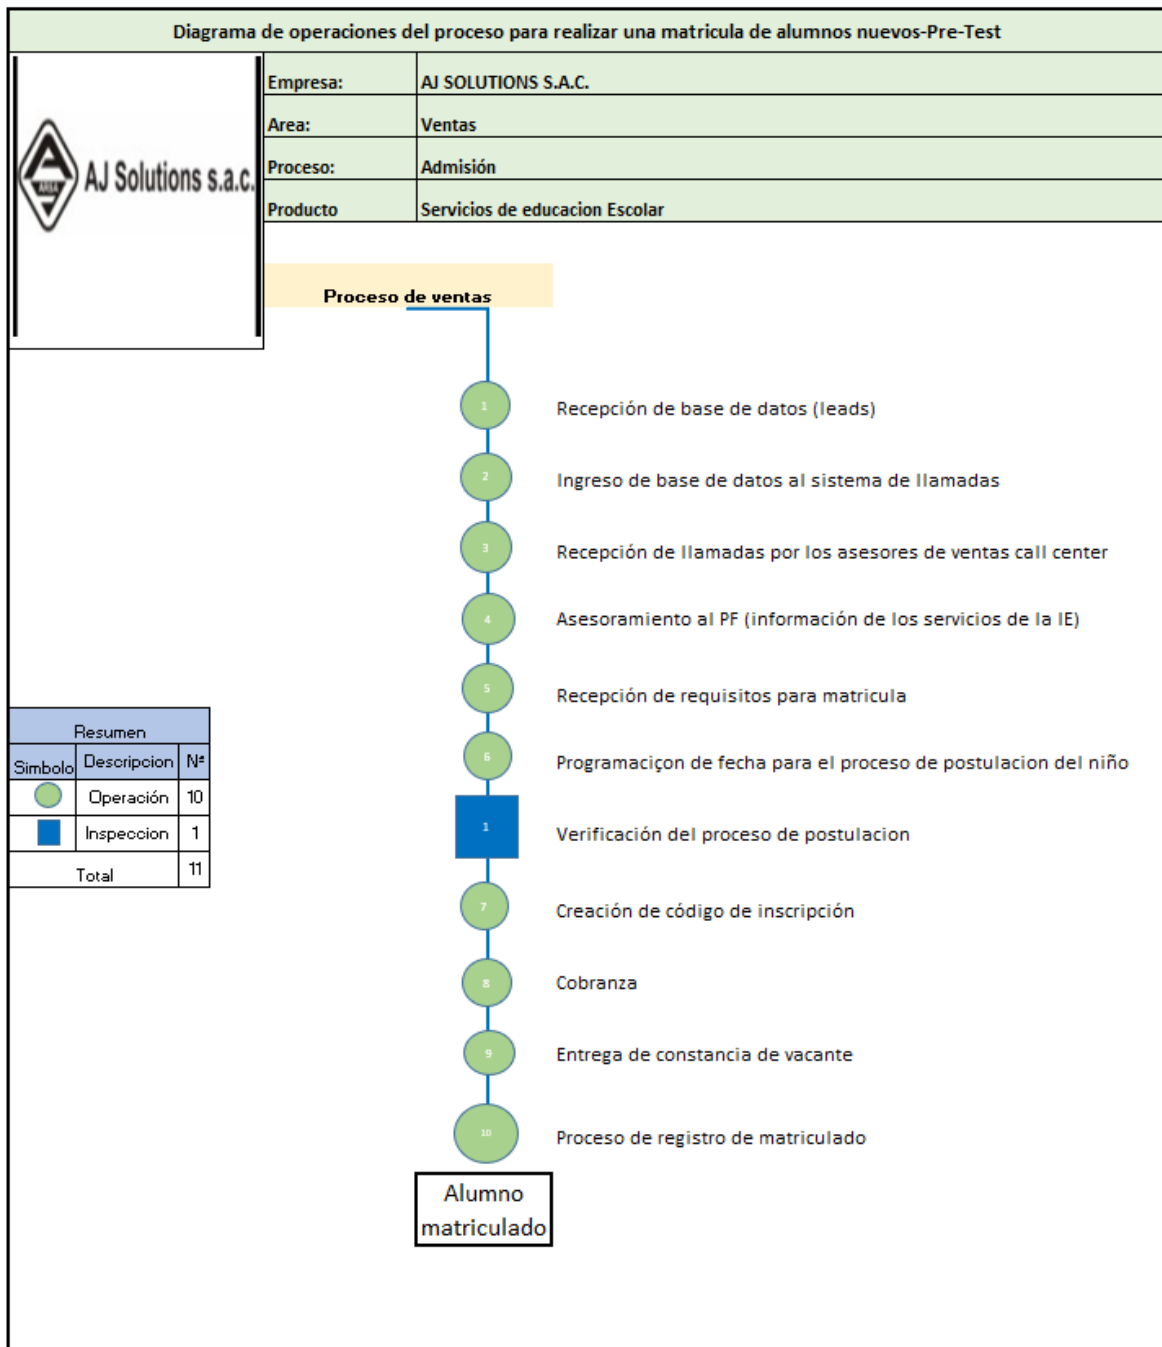 Diagrama de operaciones del proceso para realizar una matricula de alumnos nuevos-Pre-Test
AJ Solutions s.a.c.
Empresa: AJ SOLUTIONS S.A.C.
Area: Ventas
Proceso: Admisión
Producto Servicios de educacion Escolar
Proceso de ventas
1 Recepción de base de datos (leads)
2 Ingreso de base de datos al sistema de llamadas
3 Recepción de llamadas por los asesores de ventas call center
4 Asesoramiento al PF (información de los servicios de la IE)
5 Recepción de requisitos para matricula
6 Programaiçon de fecha para el proceso de postulacion del niño
1 Verificación del proceso de postulacion
7 Creación de código de inscripción
8 Cobranza
9 Entrega de constancia de vacante
10 Proceso de registro de matriculado
Alumno
matriculado
Resumen
Simbolo Descripcion Nª
Operación 10
Inspeccion 1
Total 11